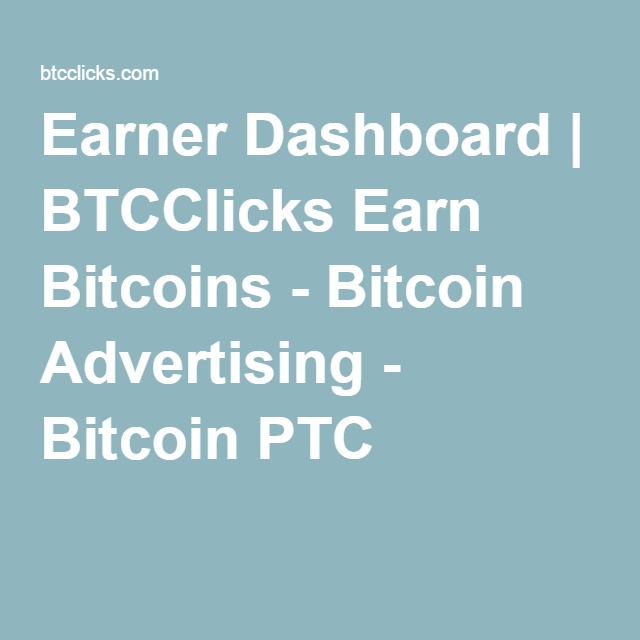 btcclicks.com
Earner Dashboard |
BTCClicks Earn
Bitcoins - Bitcoin
Advertising -
Bitcoin PTC